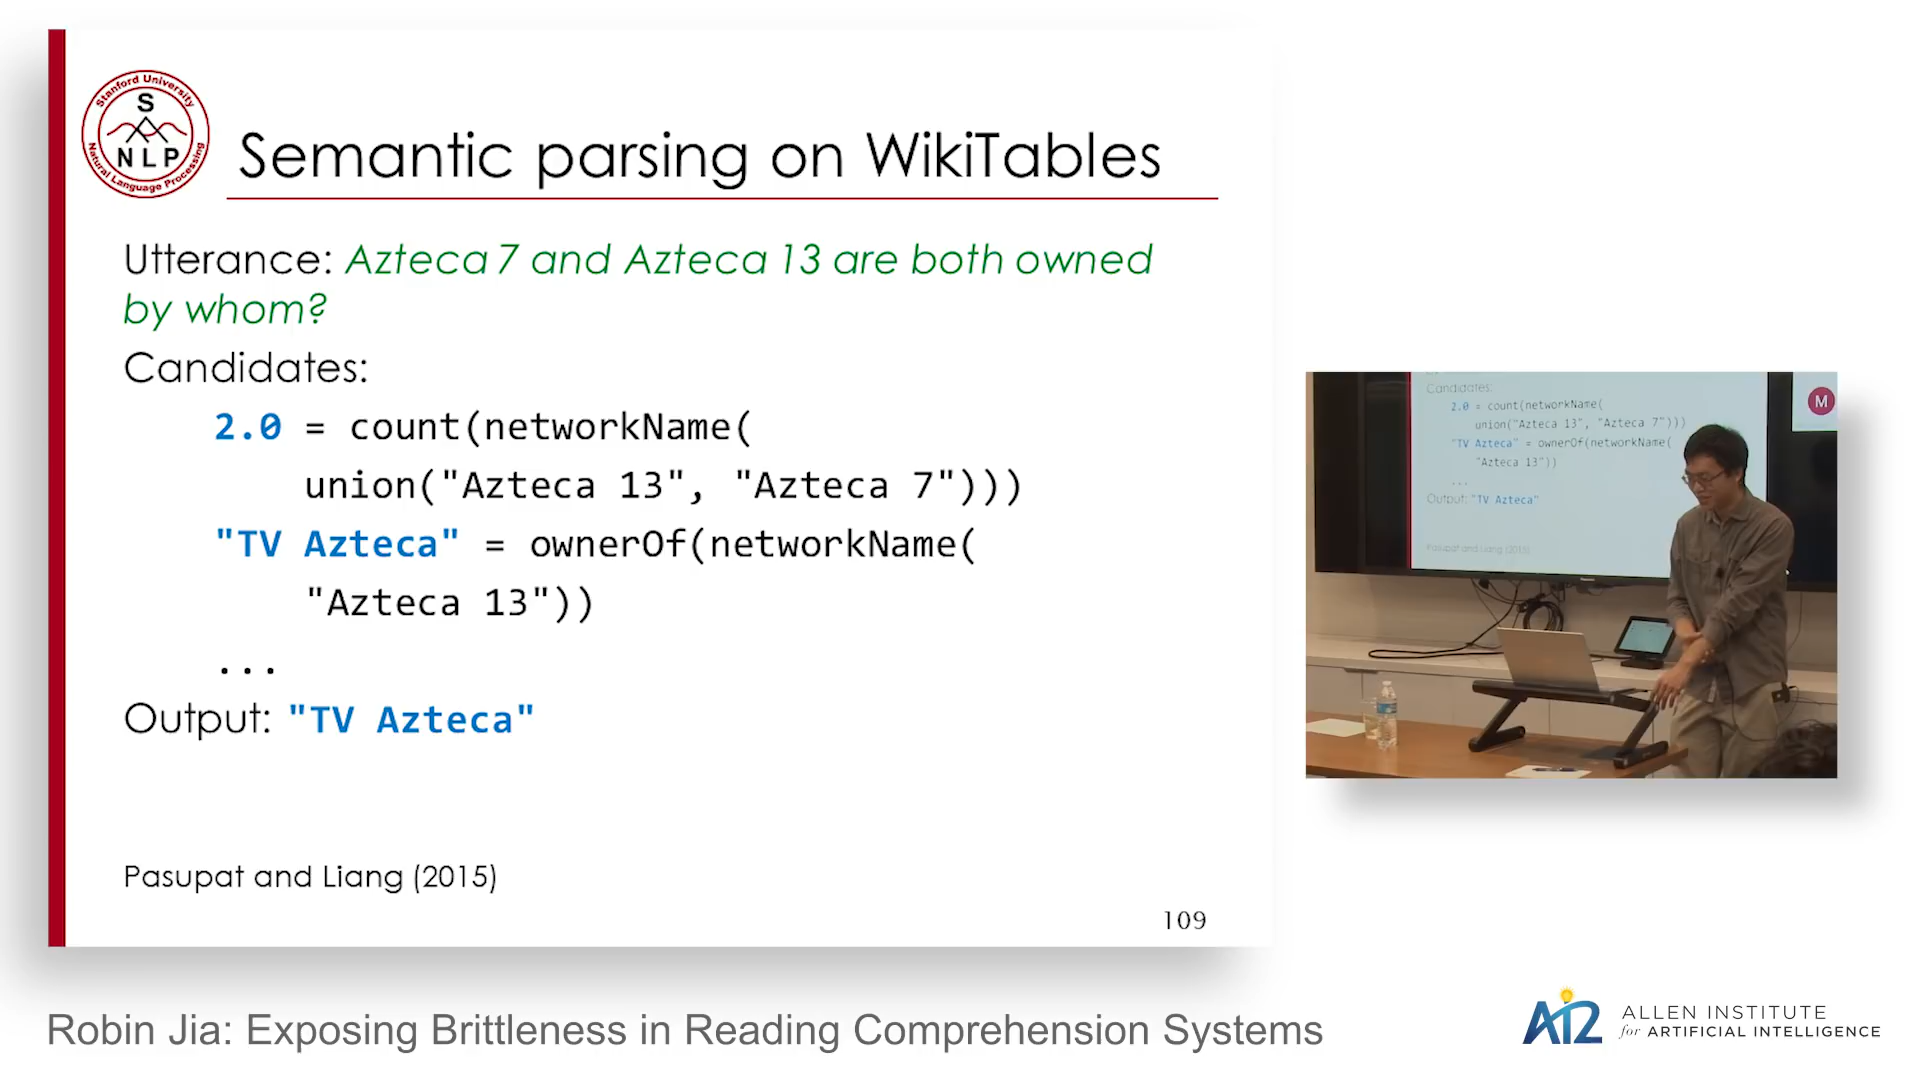 Stanford University
S
NLP
Natural Language Processing
Semantic parsing on WikiTables
Utterance: Azteca 7 and Azteca 13 are both owned
by whom?
Candidates:
2.0 = count(networkName(
union("Azteca 13", "Azteca 7")))
"TV Azteca" = ownerOf(networkName(
"Azteca 13"))
...
Output: "TV Azteca"
Pasupat and Liang (2015)
109
Candidates:
2.0 = count(networkName(
union("Azteca 13", "Azteca 7")))
"TV Azteca" = ownerOf(networkName(
"Azteca 13"))
...
Output: "TV Azteca"
Pasupat and Liang (2015)
M
Robin Jia: Exposing Brittleness in Reading Comprehension Systems
AI2
ALLEN INSTITUTE
for ARTIFICIAL INTELLIGENCE